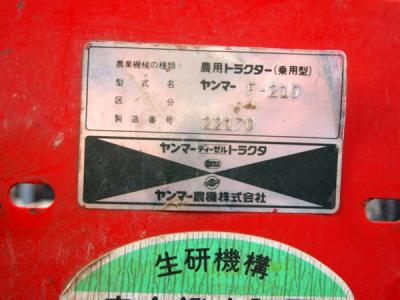 農業機械の種類 農用トラクター(乗用型)
型式名 ヤンマー F-210
区分
製造番号 22170
ヤンマーディーゼルトラクタ
ヤンマー農機株式会社
生研機構